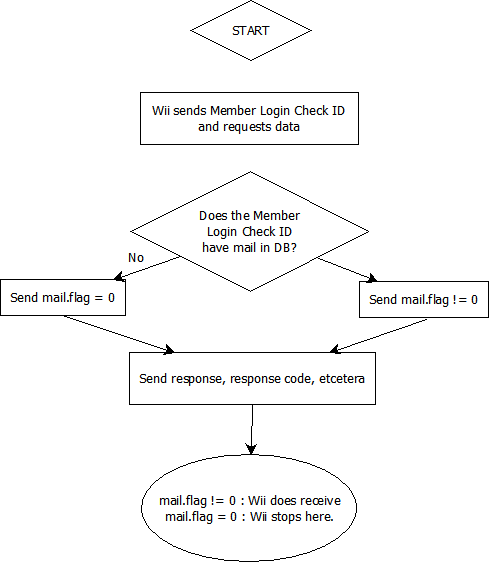 START
Wii sends Member Login Check ID
and requests data
Does the Member
Login Check ID
have mail in DB?
No
Send mail.flag = 0
Send mail.flag != 0
Send response, response code, etcetera
mail.flag != 0 : Wii does receive
mail.flag = 0 : Wii stops here.